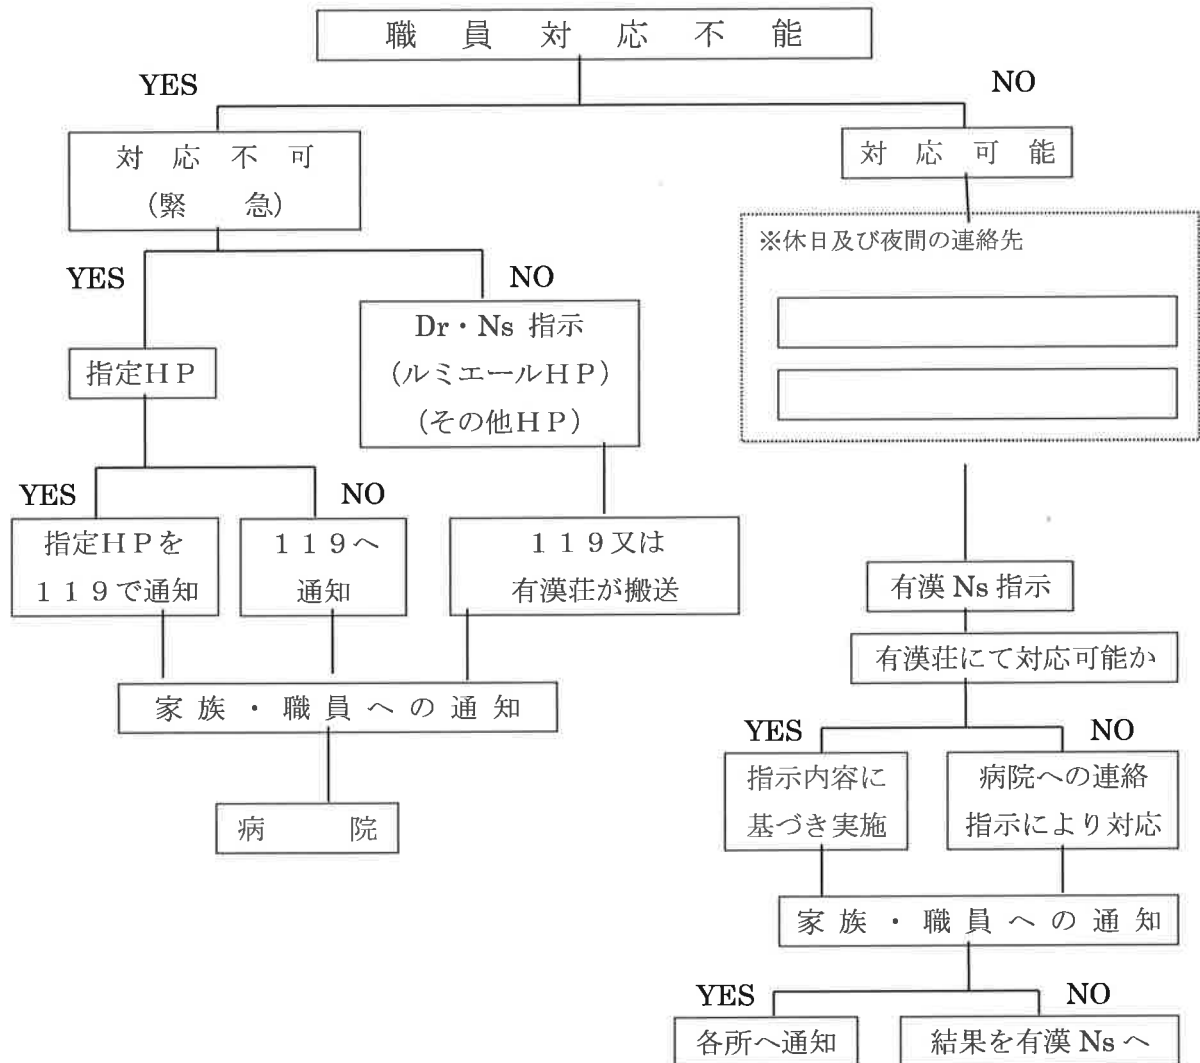 職員対応不能
YES
NO
対応不可
(緊急)
対応可能
※休日及び夜間の連絡先
YES
NO
指定HP
Dr・Ns 指示
(ルミエールHP)
(その他HP)
YES
NO
指定HPを
119で通知
119へ
通知
119又は
有漢荘が搬送
家族・職員への通知
病院
有漢 Ns 指示
有漢荘にて対応可能か
YES
NO
指示内容に
基づき実施
病院への連絡
指示により対応
家族・職員への通知
YES
NO
各所へ通知
結果を有漢 Ns へ